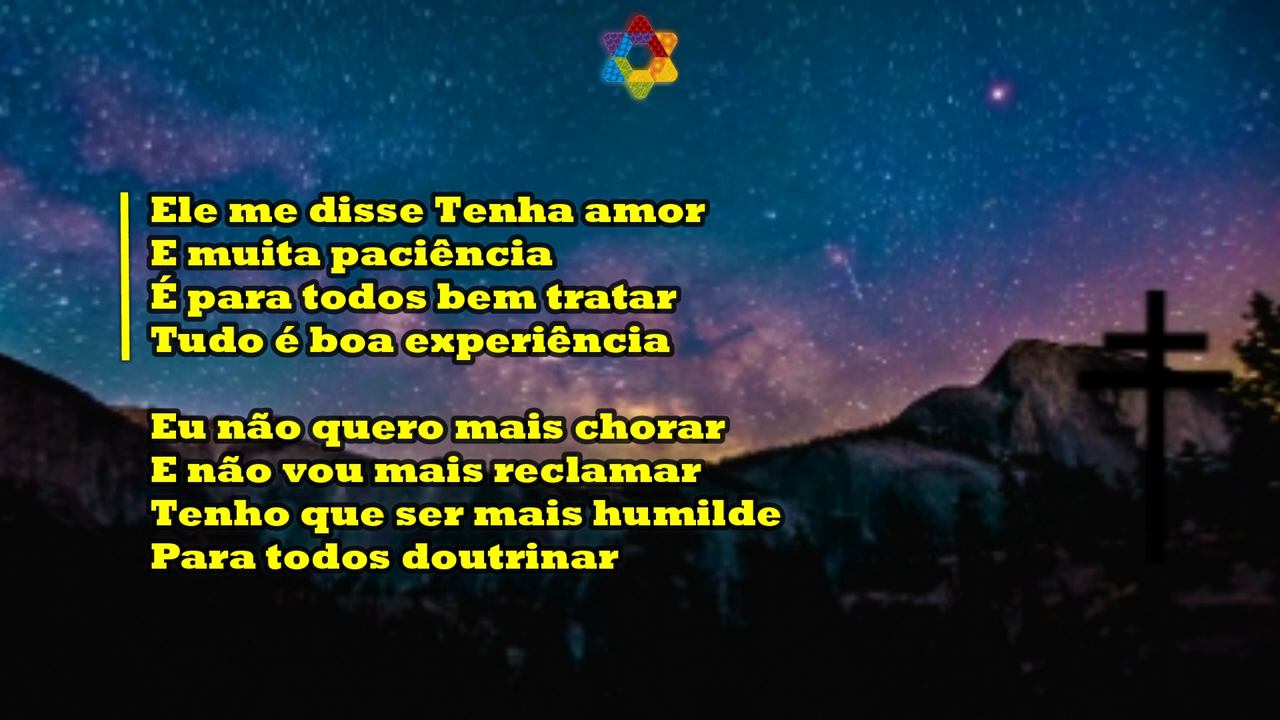 Ele me disse Tenha amor
E muita paciência
É para todos bem tratar
Tudo é boa experiência
Eu não quero mais chorar
E não vou mais reclamar
Tenho que ser mais humilde
Para todos doutrinar